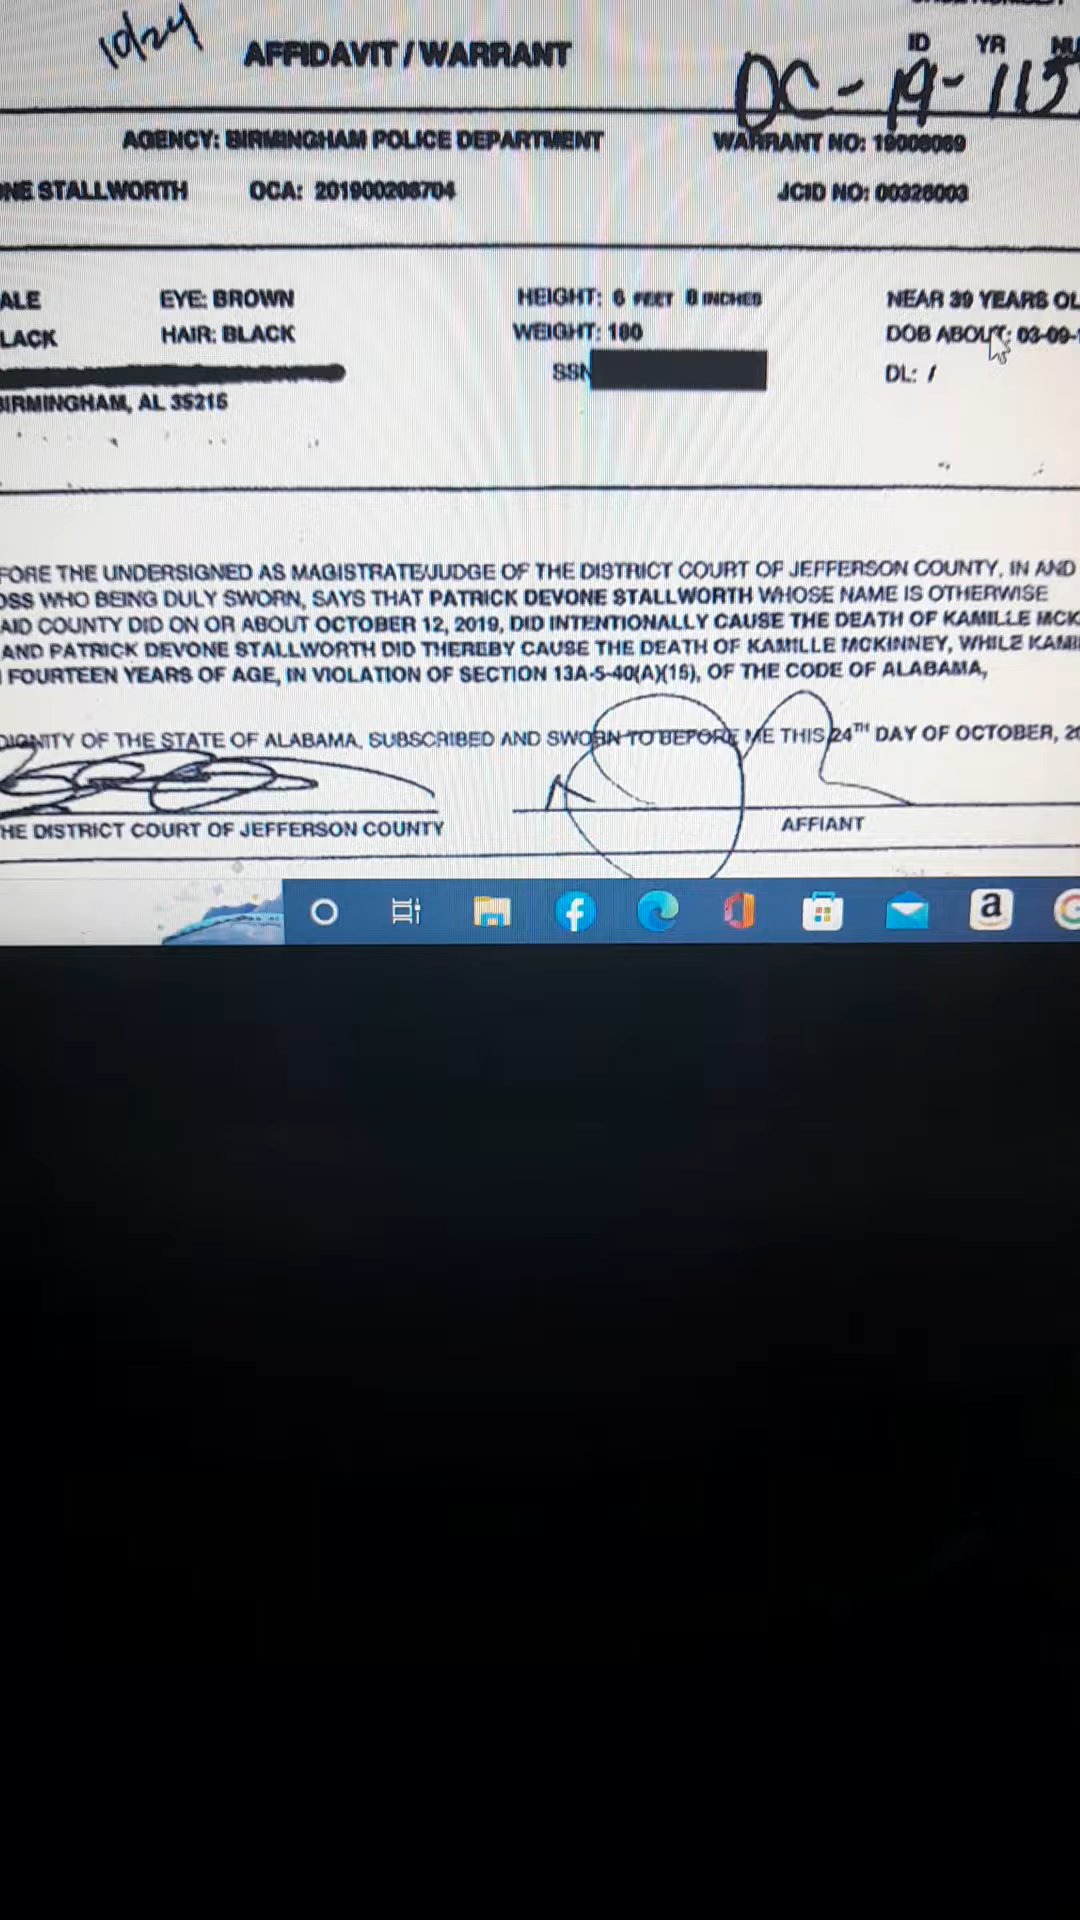 10/24
AFFIDAVIT / WARRANT
ID YR NU
DC-19-115
AGENCY: BIRMINGHAM POLICE DEPARTMENT WARRANT NO: 19006069
ONE STALLWORTH OCA: 201900206704 JCID NO: 00326003
ALE EYE: BROWN HEIGHT: 6 FEET 0 INCHES NEAR 39 YEARS OL
LACK HAIR: BLACK WEIGHT: 180 DOB ABOUT: 03-09-1
SSN DL: /
BIRMINGHAM, AL 35215
FORE THE UNDERSIGNED AS MAGISTRATE/JUDGE OF THE DISTRICT COURT OF JEFFERSON COUNTY, IN AND
OSS WHO BEING DULY SWORN, SAYS THAT PATRICK DEVONE STALLWORTH WHOSE NAME IS OTHERWISE
AID COUNTY DID ON OR ABOUT OCTOBER 12, 2019, DID INTENTIONALLY CAUSE THE DEATH OF KAMILLE MCK
AND PATRICK DEVONE STALLWORTH DID THEREBY CAUSE THE DEATH OF KAMILLE MCKINNEY, WHILE KAMI
FOURTEEN YEARS OF AGE, IN VIOLATION OF SECTION 13A-5-40(A)(15), OF THE CODE OF ALABAMA,
DIGNITY OF THE STATE OF ALABAMA. SUBSCRIBED AND SWORN TO BEFORE ME THIS 24TH DAY OF OCTOBER, 20
HE DISTRICT COURT OF JEFFERSON COUNTY AFFIANT